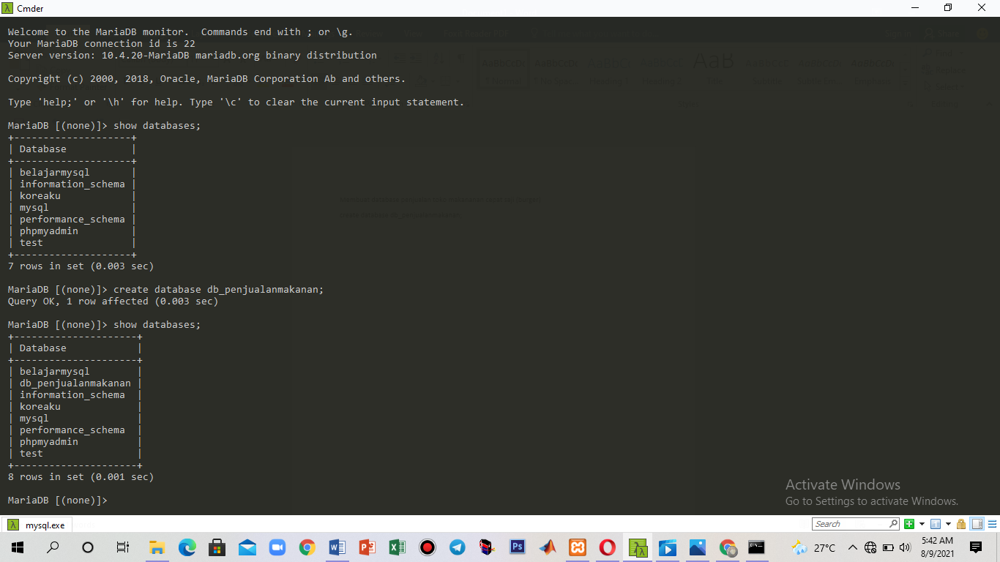 Cmder
Welcome to the MariaDB monitor.  Commands end with ; or \g.
Your MariaDB connection id is 22
Server version: 10.4.20-MariaDB mariadb.org binary distribution
Copyright (c) 2000, 2018, Oracle, MariaDB Corporation Ab and others.
Type 'help;' or '\h' for help. Type '\c' to clear the current input statement.
MariaDB [(none)]> show databases;
+--------------------+
| Database           |
+--------------------+
| belajarmysql       |
| information_schema |
| koreaku            |
| mysql              |
| performance_schema |
| phpmyadmin         |
| test               |
+--------------------+
7 rows in set (0.003 sec)
MariaDB [(none)]> create database db_penjualanmakanan;
Query OK, 1 row affected (0.003 sec)
MariaDB [(none)]> show databases;
+---------------------+
| Database            |
+---------------------+
| belajarmysql        |
| db_penjualanmakanan |
| information_schema  |
| koreaku             |
| mysql               |
| performance_schema  |
| phpmyadmin          |
| test                |
+---------------------+
8 rows in set (0.001 sec)
MariaDB [(none)]>
Activate Windows
Go to Settings to activate Windows.
mysql.exe
Search
27°C
5:42 AM
8/9/2021